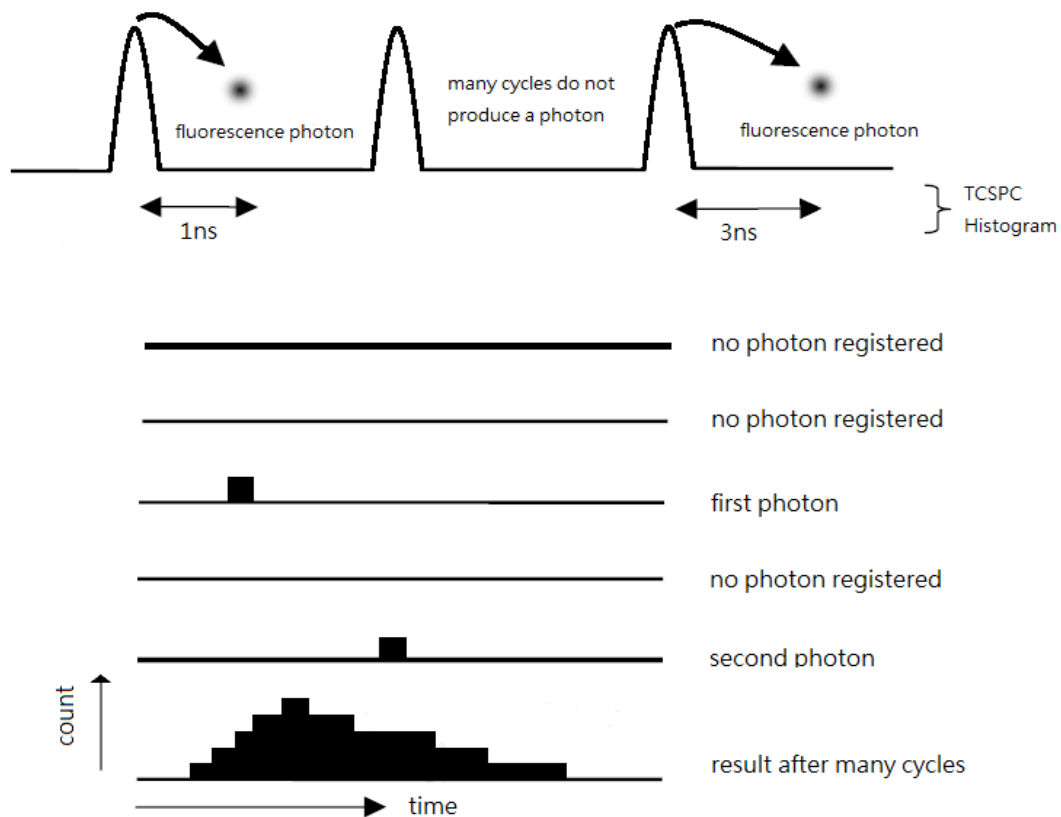 many cycles do not
produce a photon
fluorescence photon
fluorescence photon
1ns
3ns
TCSPC
Histogram
no photon registered
no photon registered
first photon
no photon registered
second photon
count
result after many cycles
time